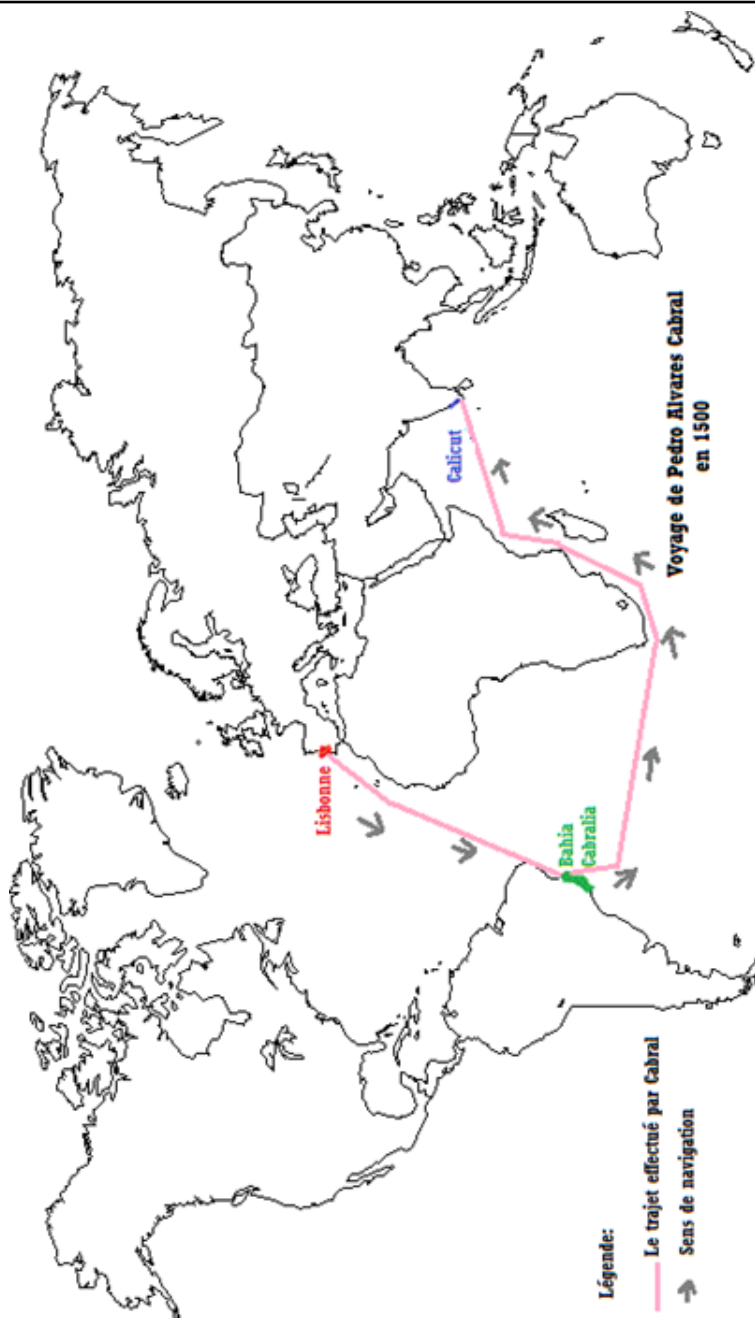 Lisbonne
Bahia
Cabralia
Calicut
Voyage de Pedro Alvares Cabral
en 1500
Légende:
Le trajet effectué par Cabral
Sens de navigation